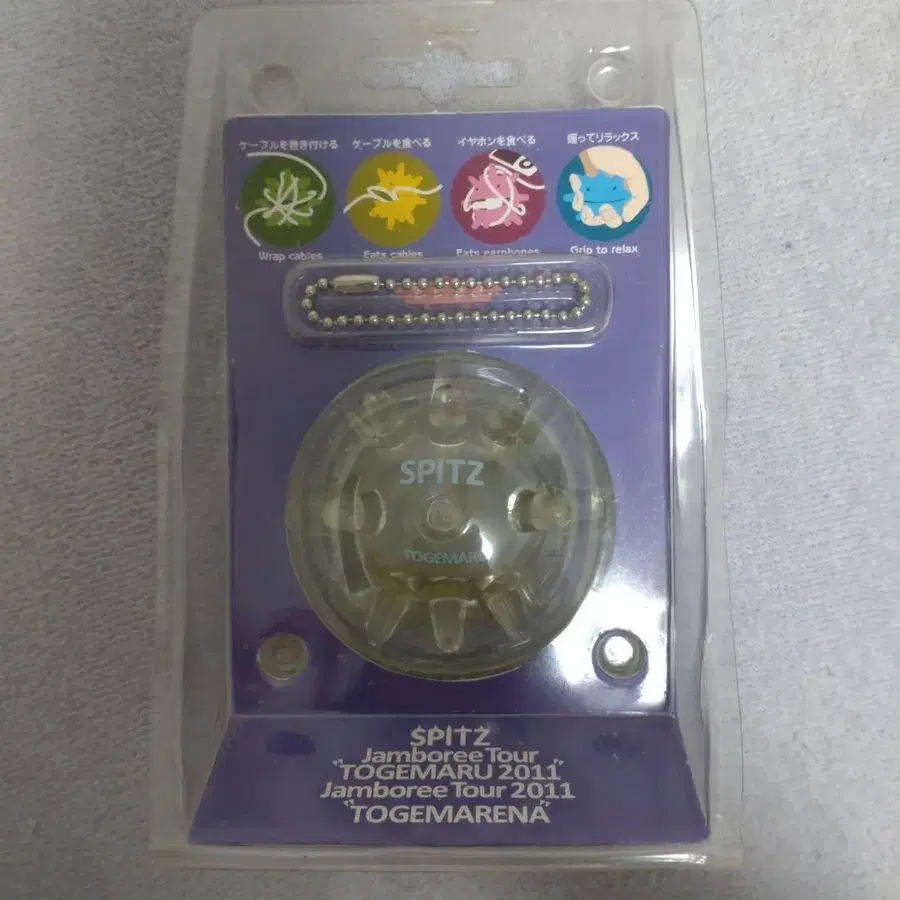 ケーブルを巻き付ける ケーブルを食べる イヤホンを食べる 握ってリラックス
Wrap cables Eats cables Eats earphones Grip to relax
SPITZ
TOGEMARU
SPITZ
Jamboree Tour
"TOGEMARU 2011"
Jamboree Tour 2011
"TOGEMARENA"